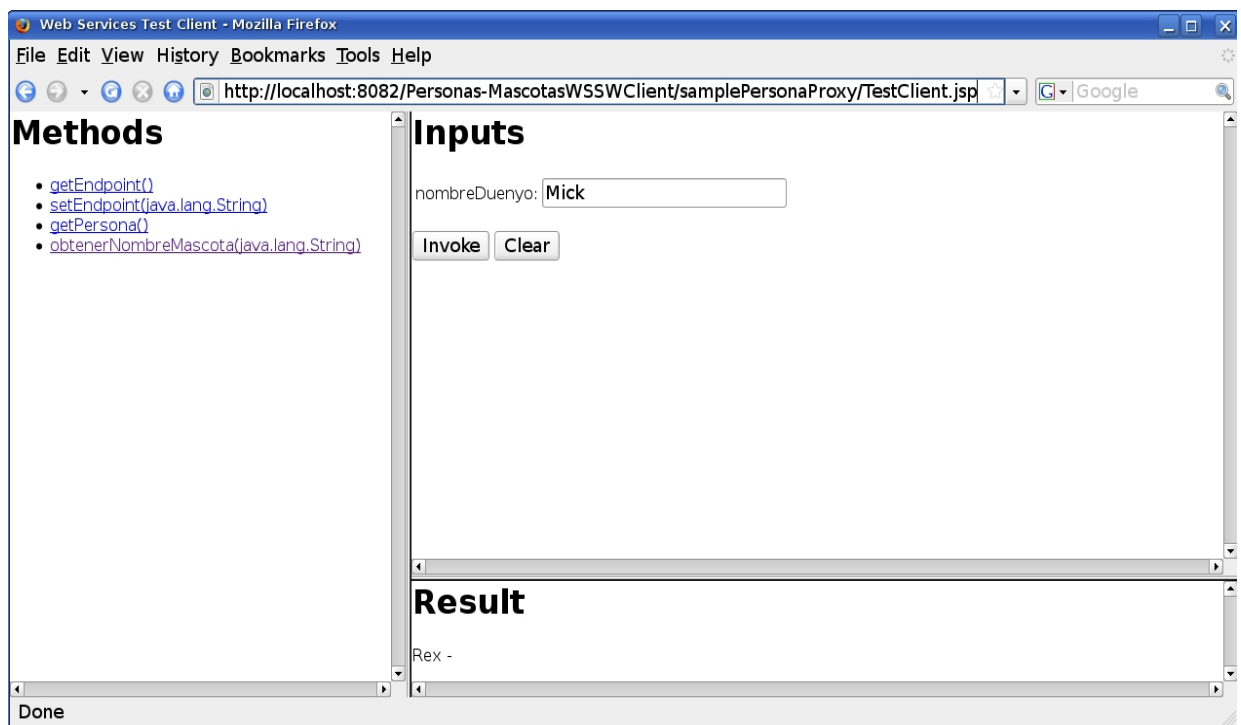 Web Services Test Client - Mozilla Firefox
File Edit View History Bookmarks Tools Help
http://localhost:8082/Personas-MascotasWSSWClient/samplePersonaProxy/TestClient.jsp G Google
Methods
getEndpoint()
setEndpoint(java.lang.String)
getPersona()
obtenerNombreMascota(java.lang.String)
Inputs
nombreDuenyo: Mick
Invoke Clear
Result
Rex -
Done